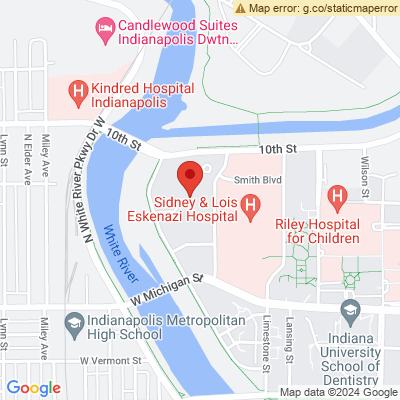 Map error: g.co/staticmaperror
Candlewood Suites
Indianapolis Dwtn...
Kindred Hospital
Indianapolis
10th St
10th St
N White River Pkwy Dr W
Lynn St
N Elder Ave
Miley Ave
Smith Blvd
Wilson St
Sidney & Lois
Eskenazi Hospital
Riley Hospital
for Children
White River
W Michigan St
Indianapolis Metropolitan
High School
W Vermont St
Lynn St
Miley Ave
Limestone St
Lansing St
Indiana
University
School of
Dentistry
Google
Map data ©2024 Google